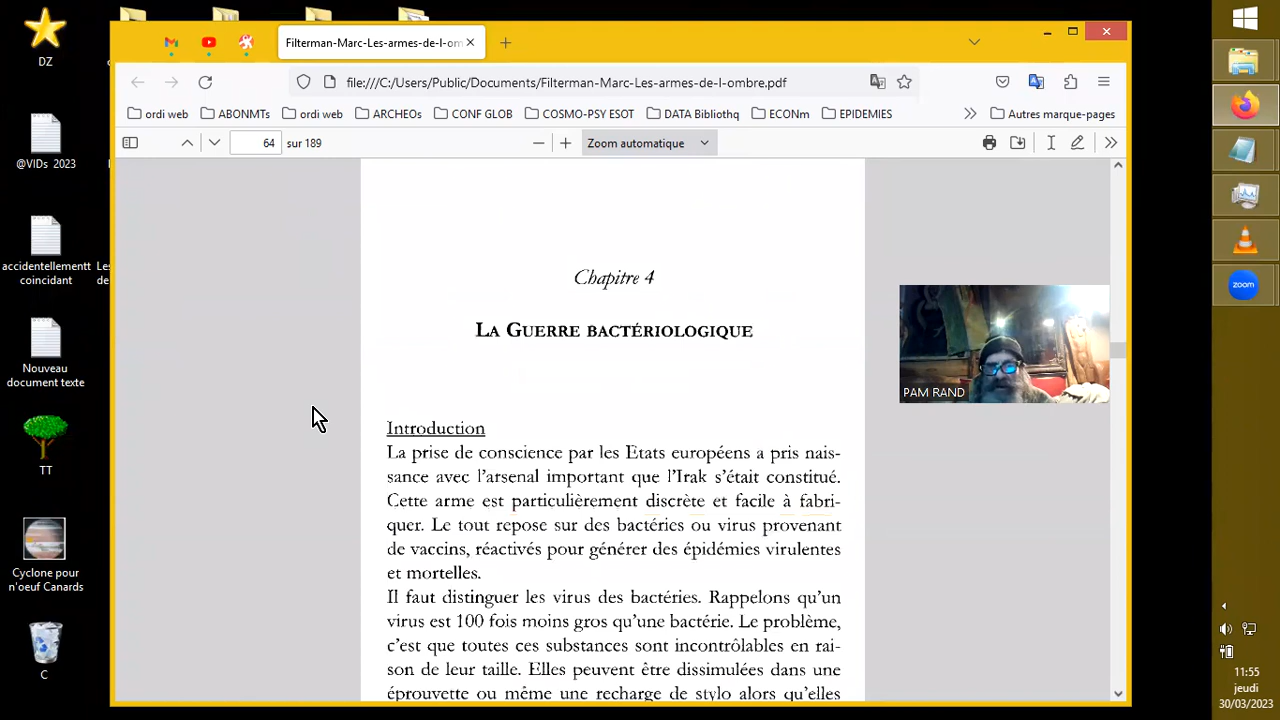 DZ
@VIDs 2023
accidentellementt
coincidant
Nouveau
document texte
TT
Cyclone pour
n'oeuf Canards
C
Filterman-Marc-Les-armes-de-l-om
file:///C:/Users/Public/Documents/Filterman-Marc-Les-armes-de-l-ombre.pdf
ordi web
ABONMTs
ordi web
ARCHEOs
CONF GLOB
COSMO-PSY ESOT
DATA Bibliothq
ECONm
EPIDEMIES
Autres marque-pages
64 sur 189
Zoom automatique
Chapitre 4
LA GUERRE BACTÉRIOLOGIQUE
Introduction
La prise de conscience par les Etats européens a pris nais-
sance avec l'arsenal important que l'Irak s'était constitué.
Cette arme est particulièrement discrète et facile à fabri-
quer. Le tout repose sur des bactéries ou virus provenant
de vaccins, réactivés pour générer des épidémies virulentes
et mortelles.
Il faut distinguer les virus des bactéries. Rappelons qu'un
virus est 100 fois moins gros qu'une bactérie. Le problème,
c'est que toutes ces substances sont incontrôlables en rai-
son de leur taille. Elles peuvent être dissimulées dans une
éprouvette ou même une recharge de stylo alors qu'elles
PAM RAND
zoom
11:55
jeudi
30/03/2023